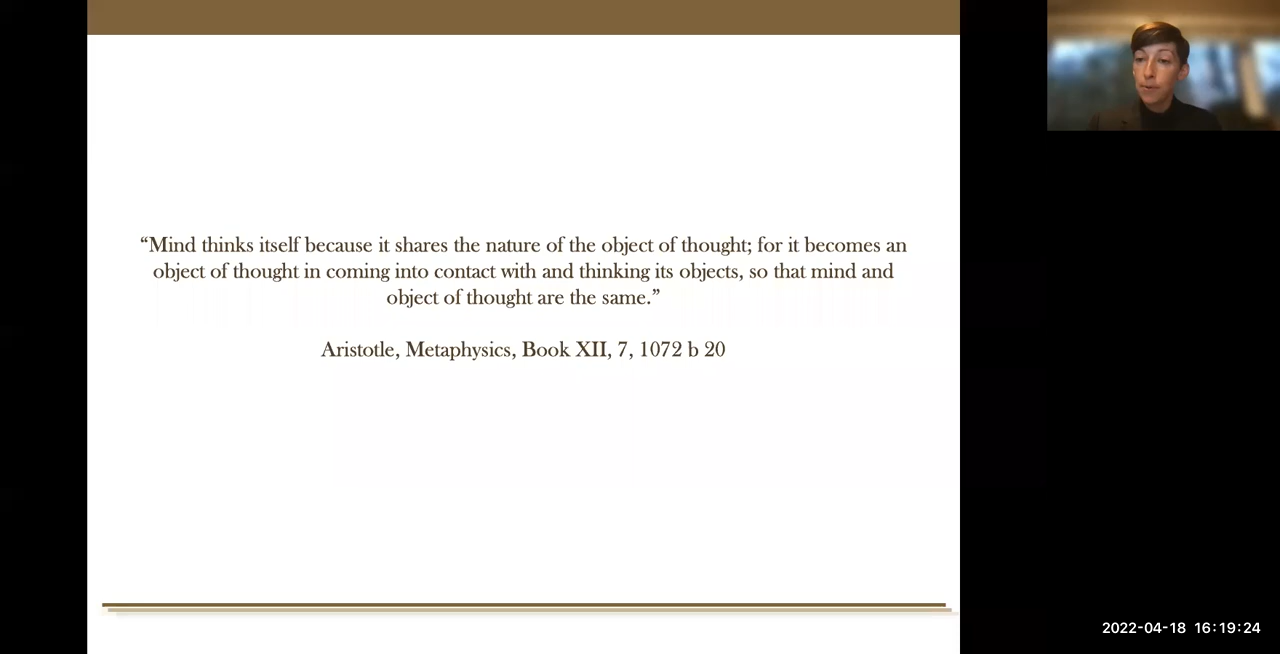 “Mind thinks itself because it shares the nature of the object of thought; for it becomes an
object of thought in coming into contact with and thinking its objects, so that mind and
object of thought are the same.”
Aristotle, Metaphysics, Book XII, 7, 1072 b 20
2022-04-18 16:19:24